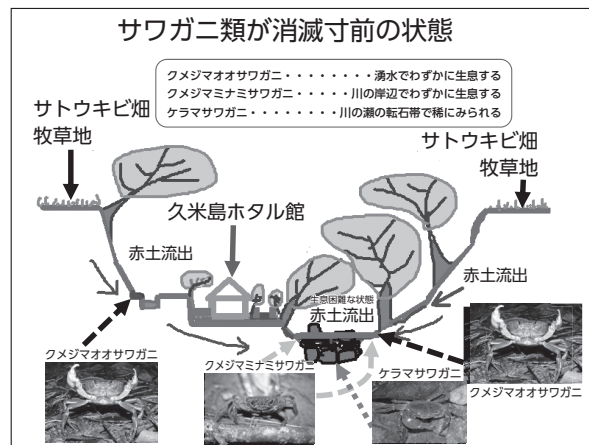 サワガニ類が消滅寸前の状態
クメジマオオサワガニ・・・・・・・・湧水でわずかに生息する
クメジマミナミサワガニ・・・・・川の岸辺でわずかに生息する
ケラマサワガニ・・・・・・・・川の瀬の転石帯で稀にみられる
サトウキビ畑
牧草地
サトウキビ畑
牧草地
久米島ホタル館
赤土流出
赤土流出
生息困難な状態
赤土流出
クメジマオオサワガニ
クメジマミナミサワガニ
ケラマサワガニ
クメジマオオサワガニ